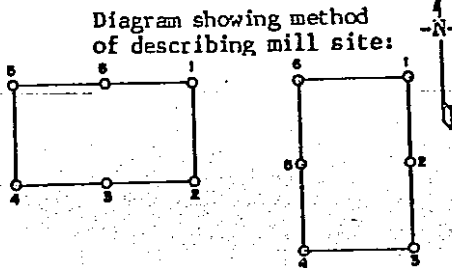 Diagram showing method
of describing mill site:
-N-
5 6 1
4 3 2
6 1
5 2
4 3